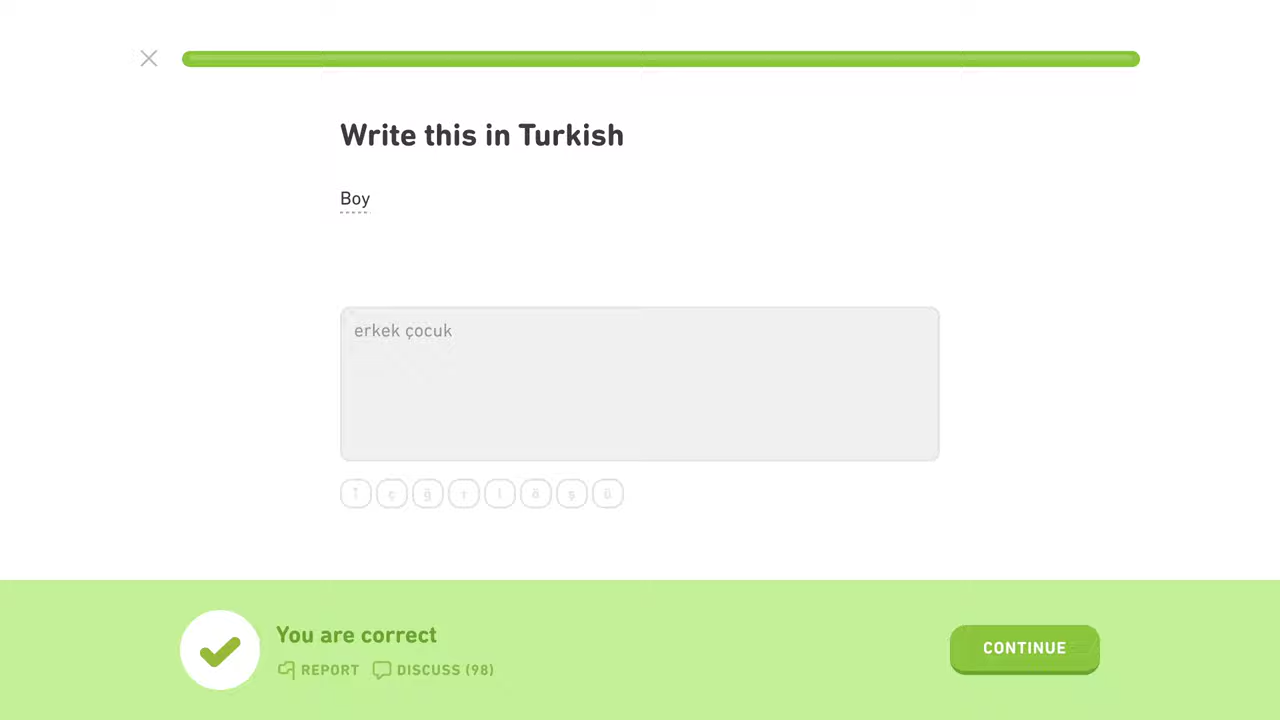 Write this in Turkish
Boy
erkek çocuk
ç ğ ş
You are correct
REPORT DISCUSS (98)
CONTINUE